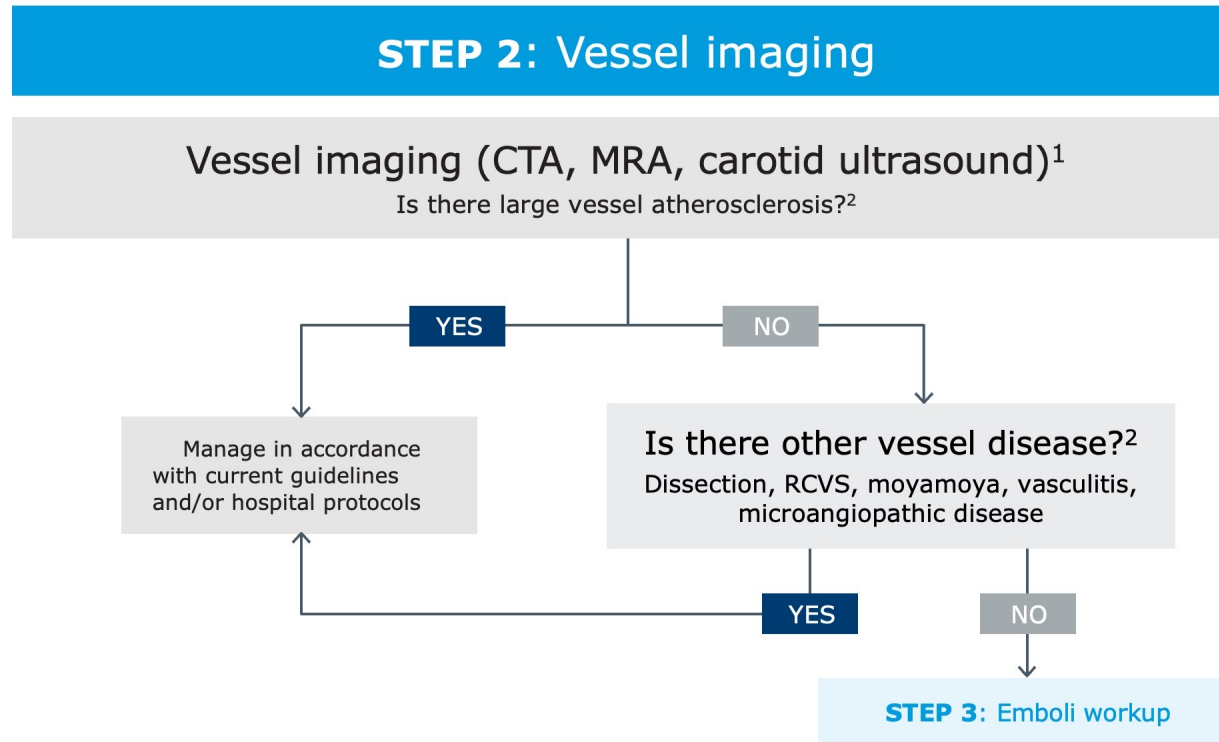 STEP 2: Vessel imaging
Vessel imaging (CTA, MRA, carotid ultrasound)¹
Is there large vessel atherosclerosis?²
YES
NO
Manage in accordance
with current guidelines
and/or hospital protocols
Is there other vessel disease?²
Dissection, RCVS, moyamoya, vasculitis,
microangiopathic disease
YES
NO
STEP 3: Emboli workup